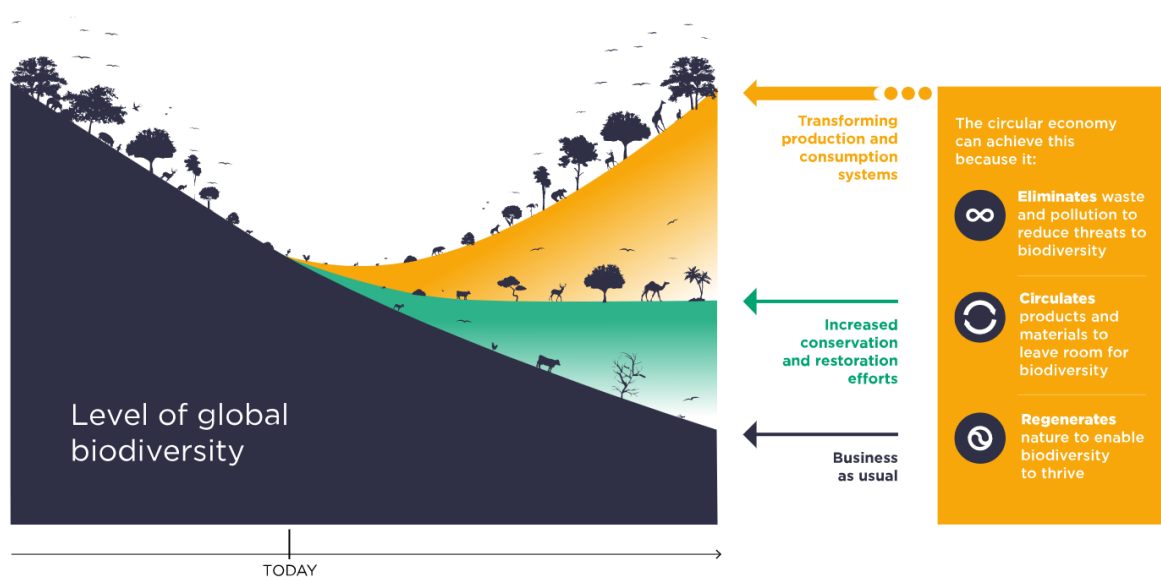 Level of global
biodiversity
TODAY
Transforming
production and
consumption
systems
Increased
conservation
and restoration
efforts
Business
as usual
The circular economy
can achieve this
because it:
Eliminates waste
and pollution to
reduce threats to
biodiversity
Circulates
products and
materials to
leave room for
biodiversity
Regenerates
nature to enable
biodiversity
to thrive